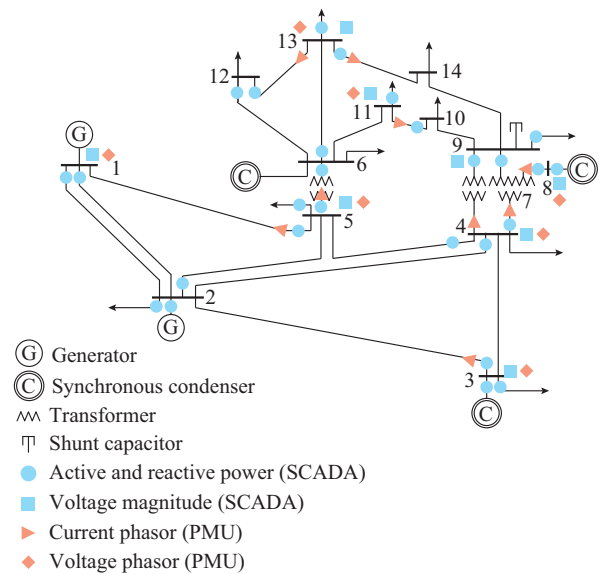 13
12
14
11
10
9
G
1
6
C
8
C
7
5
4
2
G
3
C
G Generator
C Synchronous condenser
Transformer
Shunt capacitor
Active and reactive power (SCADA)
Voltage magnitude (SCADA)
Current phasor (PMU)
Voltage phasor (PMU)